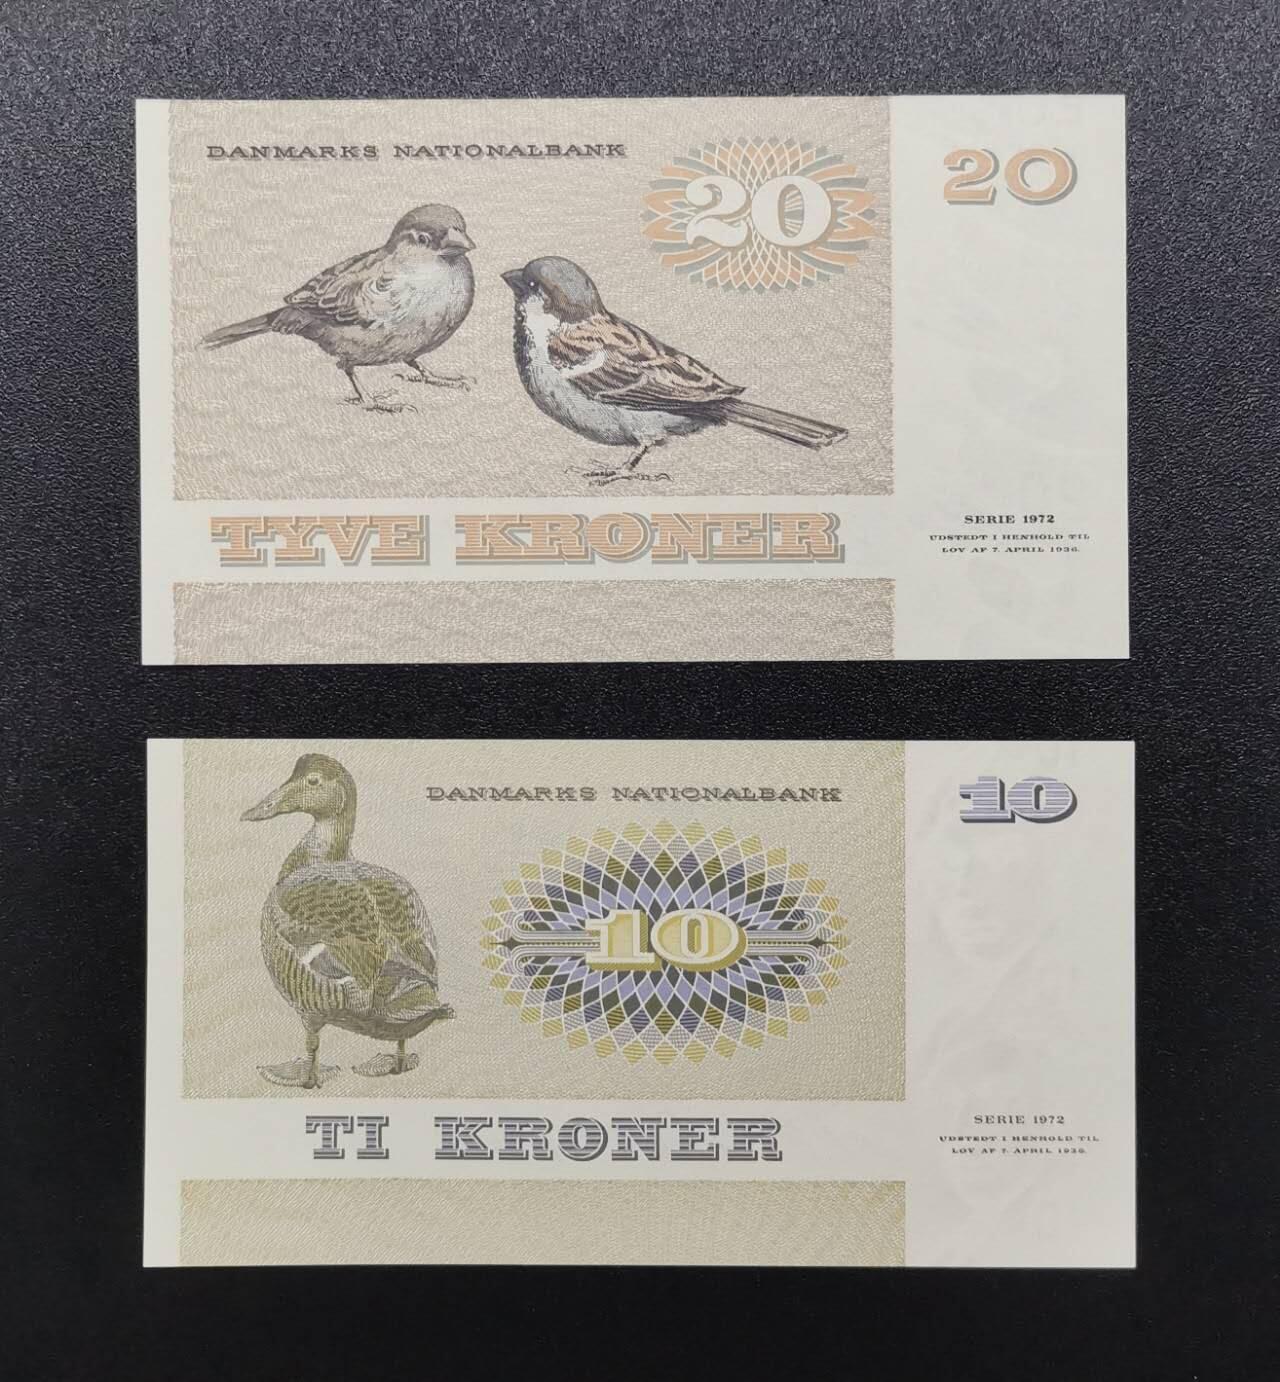 DANMARKS NATIONALBANK
20
20
TYVE KRONER
SERIE 1972
UDSTEDT I HENHOLD TIL
LOV AF 7. APRIL 1936.
DANMARKS NATIONALBANK
10
10
TI KRONER
SERIE 1972
UDSTEDT I HENHOLD TIL
LOV AF 7. APRIL 1936.